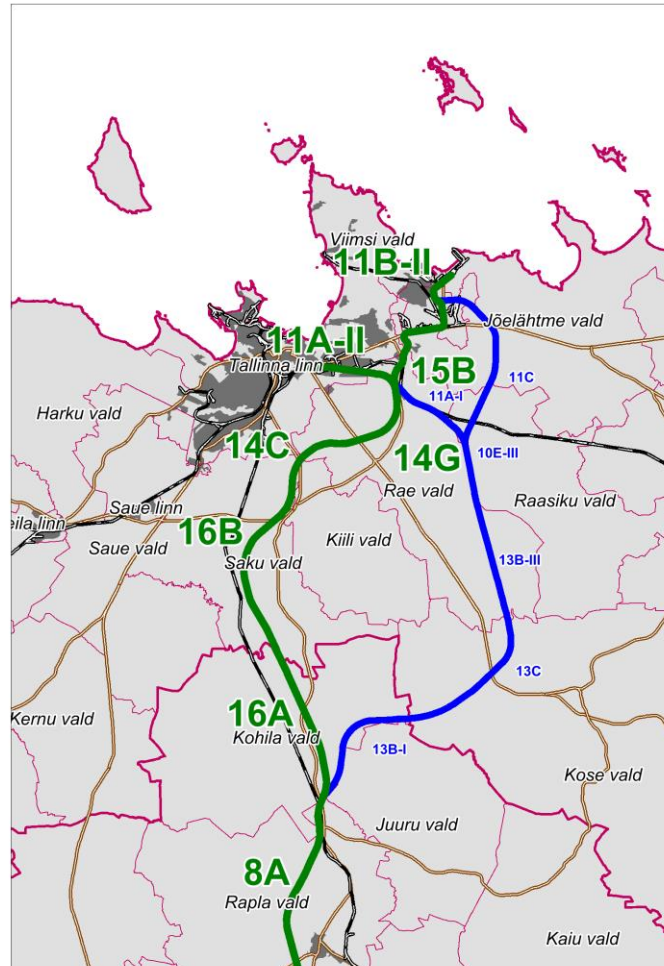 Viimsi vald
11B-II
Jõelähtme vald
11A-II
Tallinna linn
15B
11C
11A-I
Harku vald
14C
14G
10E-III
Rae vald
Raasiku vald
Saue linn
eila linn
16B
Saue vald
Kiili vald
13B-III
Saku vald
13C
16A
Kernu vald
Kohila vald
13B-I
Kose vald
Juuru vald
8A
Rapla vald
Kaiu vald